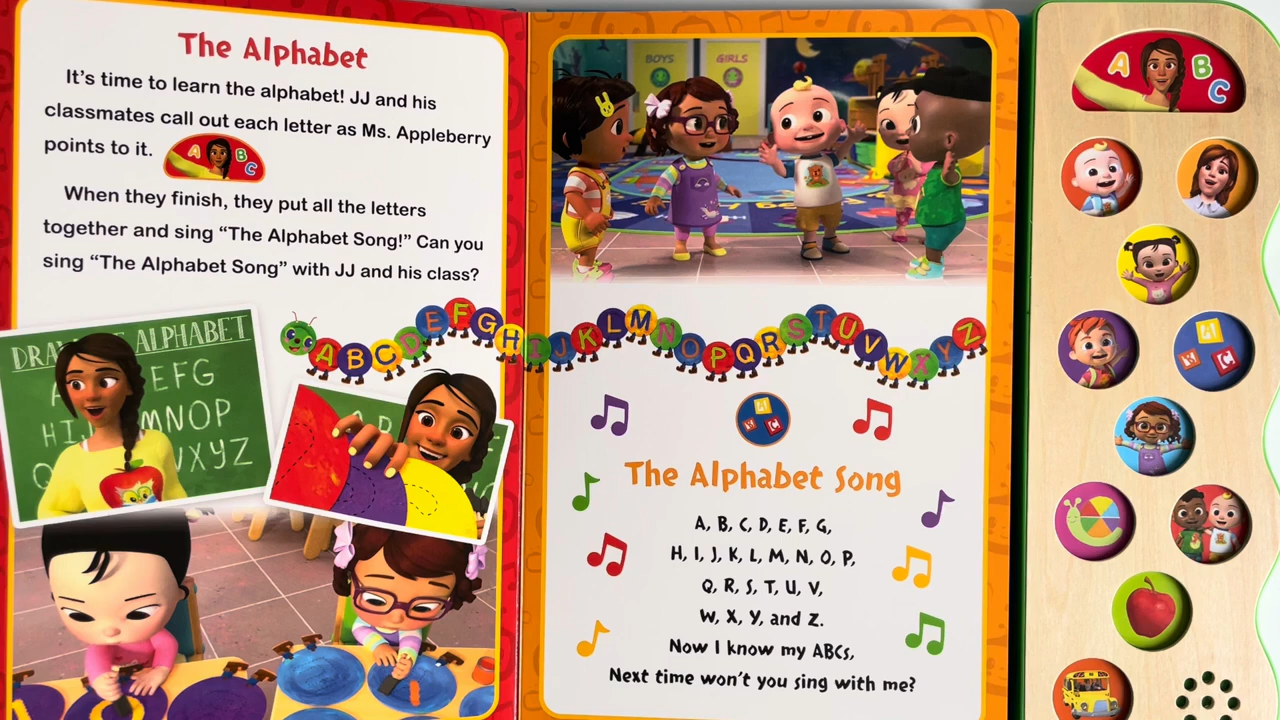 The Alphabet
It's time to learn the alphabet! JJ and his
classmates call out each letter as Ms. Appleberry
points to it.
A B C
When they finish, they put all the letters
together and sing “The Alphabet Song!” Can you
sing “The Alphabet Song” with JJ and his class?
ALPHABET
EFG
HI MNOP
Q VXYZ
ABCDEFGHIJKLMNOPQRSTUVWXYZ
BOYS
GIRLS
The Alphabet Song
A, B, C, D, E, F, G,
H, I, J, K, L, M, N, O, P,
Q, R, S, T, U, V,
W, X, Y, and Z.
Now I know my ABCs,
Next time won't you sing with me?
A B C